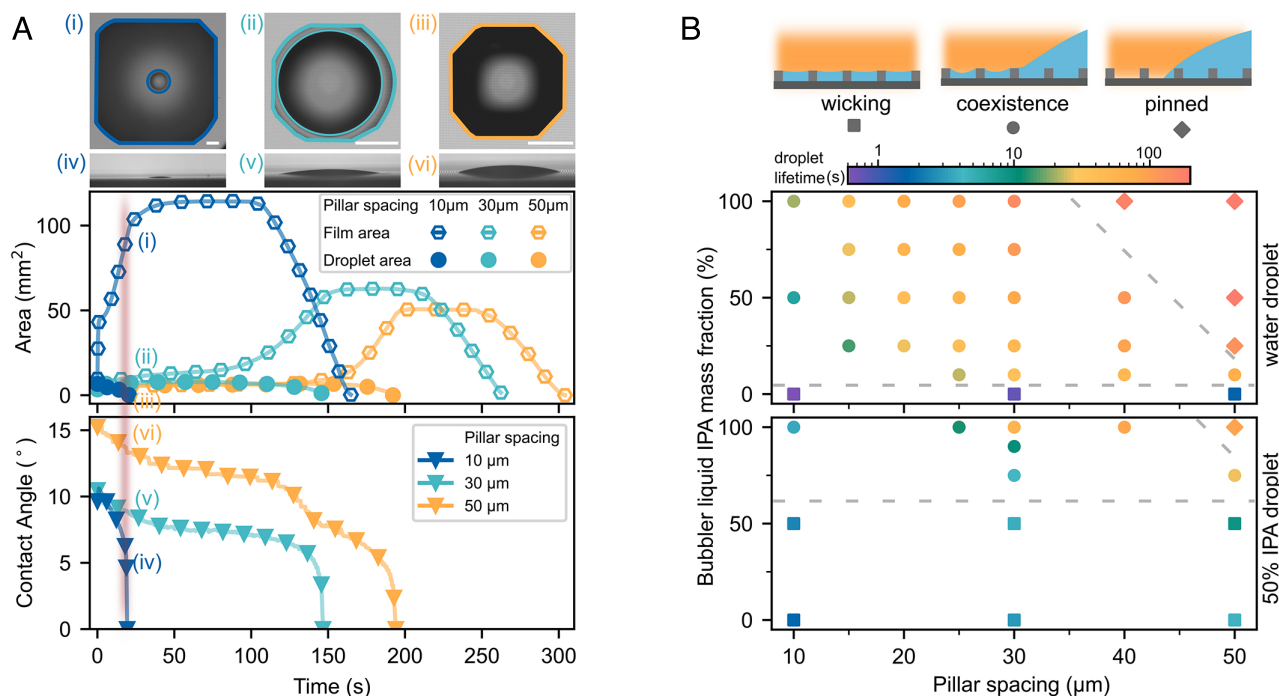 A
(i)
(ii)
(iii)
(iv)
(v)
(vi)
Area (mm²)
100
50
0
Pillar spacing 10μm 30μm 50μm
Film area
Droplet area
(i)
(ii)
(iii)
Contact Angle (°)
15
10
5
0
(vi)
(v)
(iv)
Pillar spacing
10 μm
30 μm
50 μm
0 50 100 150 200 250 300
Time (s)
B
wicking coexistence pinned
droplet lifetime(s)
1 10 100
Bubbler liquid IPA mass fraction (%)
100
50
0
water droplet
100
50
0
50% IPA droplet
10 20 30 40 50
Pillar spacing (μm)